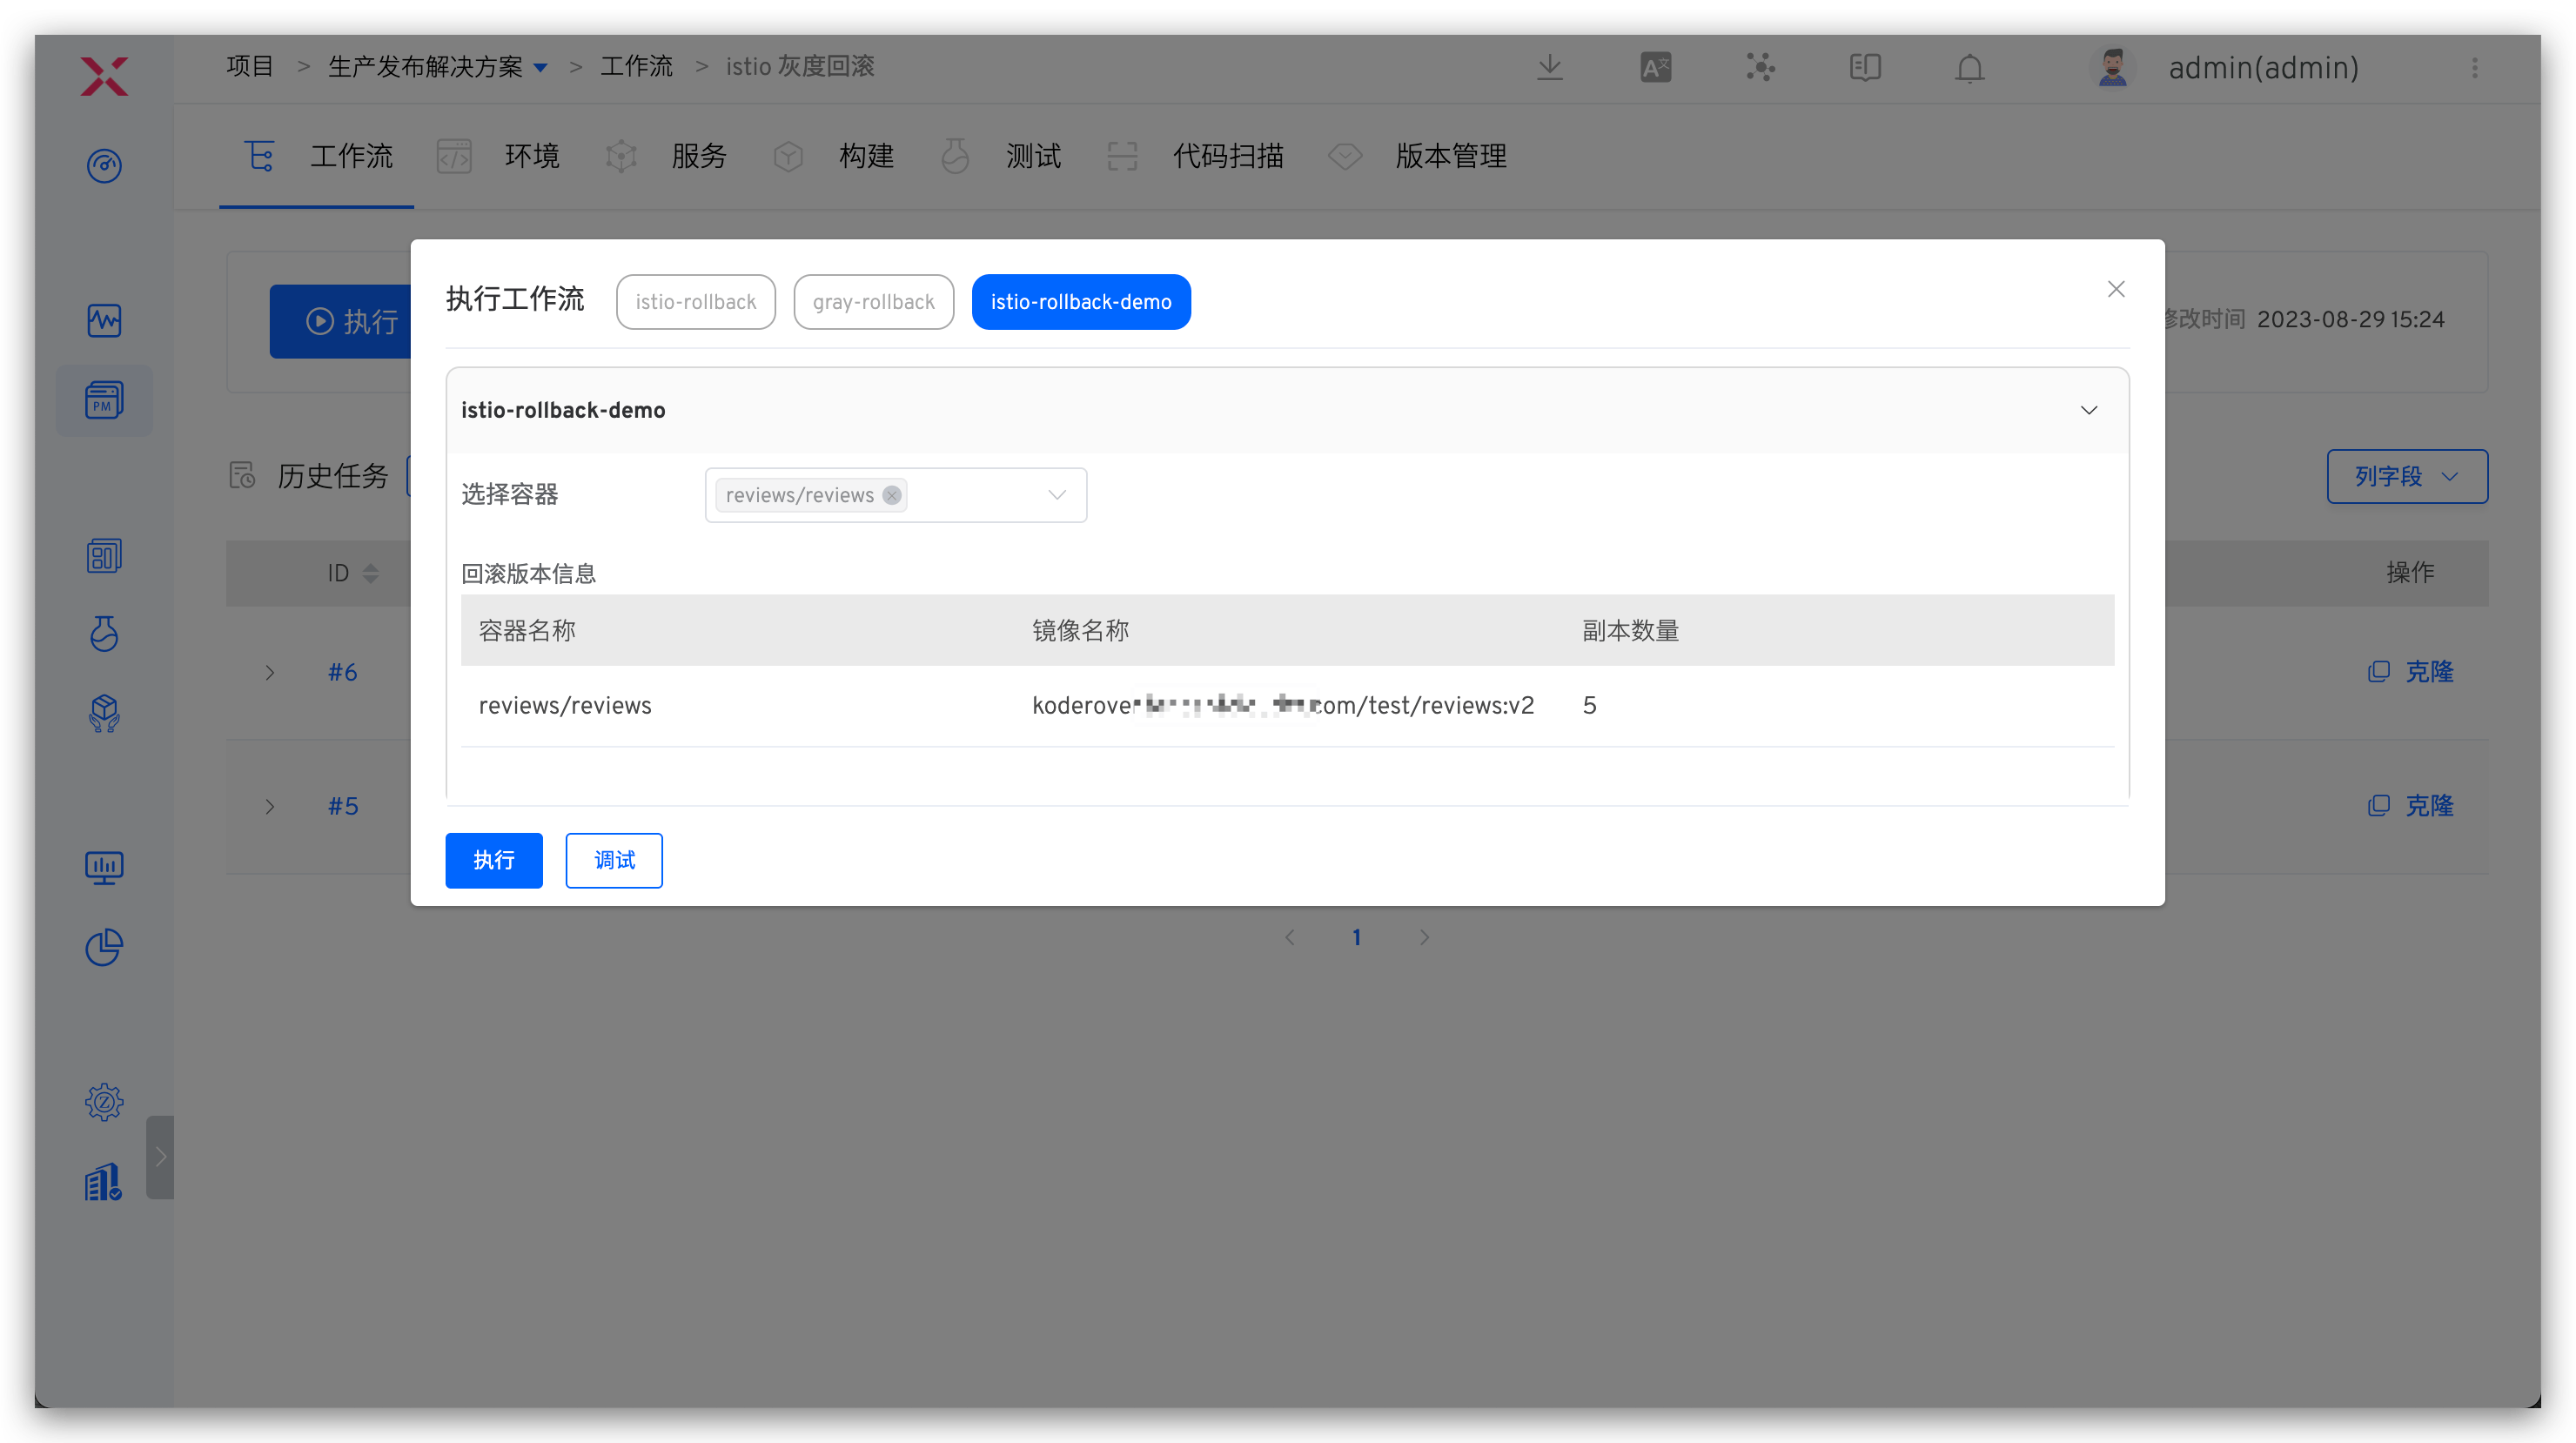 项目 > 生产发布解决方案 > 工作流 > istio 灰度回滚
admin(admin)
工作流 环境 服务 构建 测试 代码扫描 版本管理
执行
修改时间 2023-08-29 15:24
执行工作流 istio-rollback gray-rollback istio-rollback-demo
istio-rollback-demo
PM
历史任务
列字段
选择容器 reviews/reviews
ID
操作
回滚版本信息
容器名称 镜像名称 副本数量
#6
克隆
reviews/reviews koderover com/test/reviews:v2 5
#5
克隆
执行 调试
1